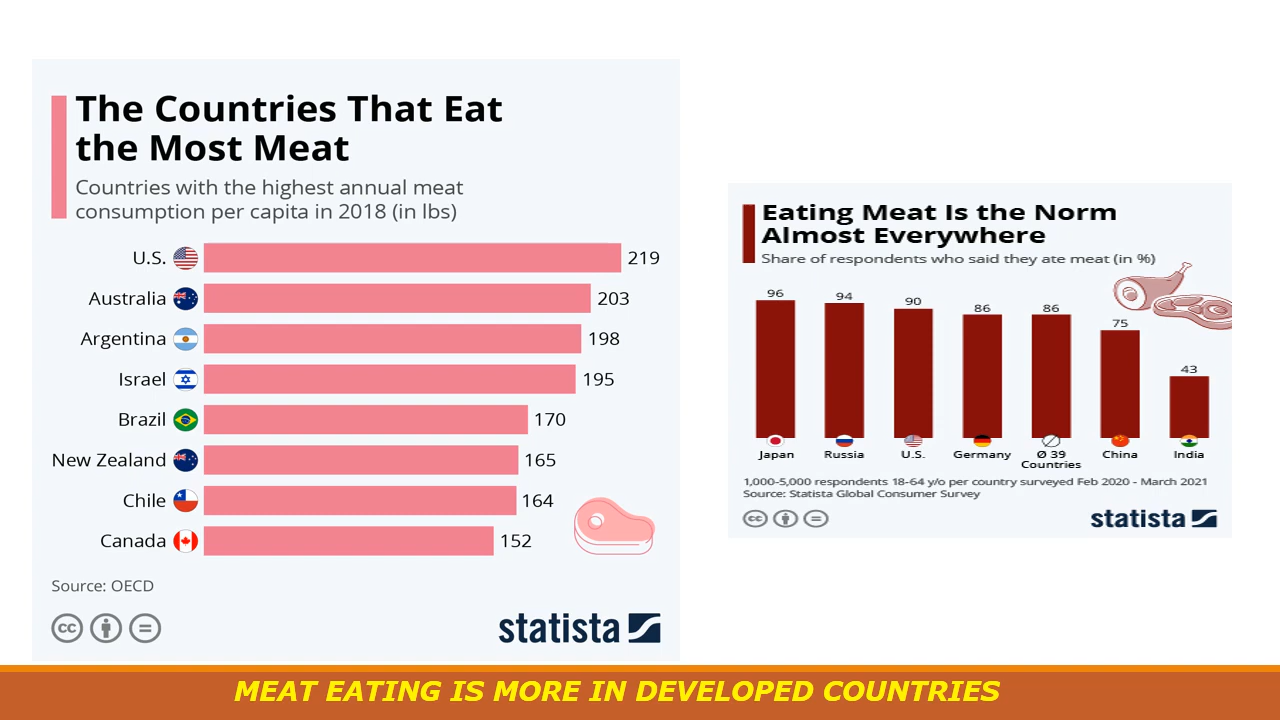 The Countries That Eat
the Most Meat
Countries with the highest annual meat
consumption per capita in 2018 (in lbs)
U.S. 219
Australia 203
Argentina 198
Israel 195
Brazil 170
New Zealand 165
Chile 164
Canada 152
Source: OECD
cc
statista
Eating Meat Is the Norm
Almost Everywhere
Share of respondents who said they ate meat (in %)
96 94 90 86 86 75 43
Japan Russia U.S. Germany Ø 39 China India
Countries
1,000-5,000 respondents 18-64 y/o per country surveyed Feb 2020 - March 2021
Source: Statista Global Consumer Survey
cc
statista
MEAT EATING IS MORE IN DEVELOPED COUNTRIES